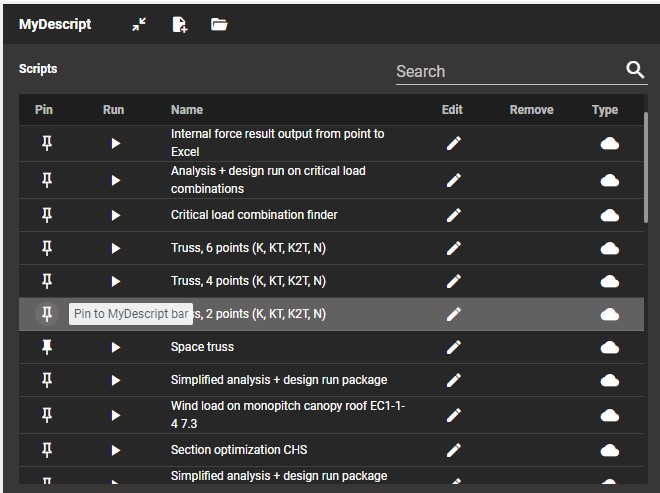 MyDescript
Scripts
Search
Pin Run Name Edit Remove Type
Internal force result output from point to
Excel
Analysis + design run on critical load
combinations
Critical load combination finder
Truss, 6 points (K, KT, K2T, N)
Truss, 4 points (K, KT, K2T, N)
Pin to MyDescript bar ss, 2 points (K, KT, K2T, N)
Space truss
Simplified analysis + design run package
Wind load on monopitch canopy roof EC1-1-
4 7.3
Section optimization CHS
Simplified analysis + design run package